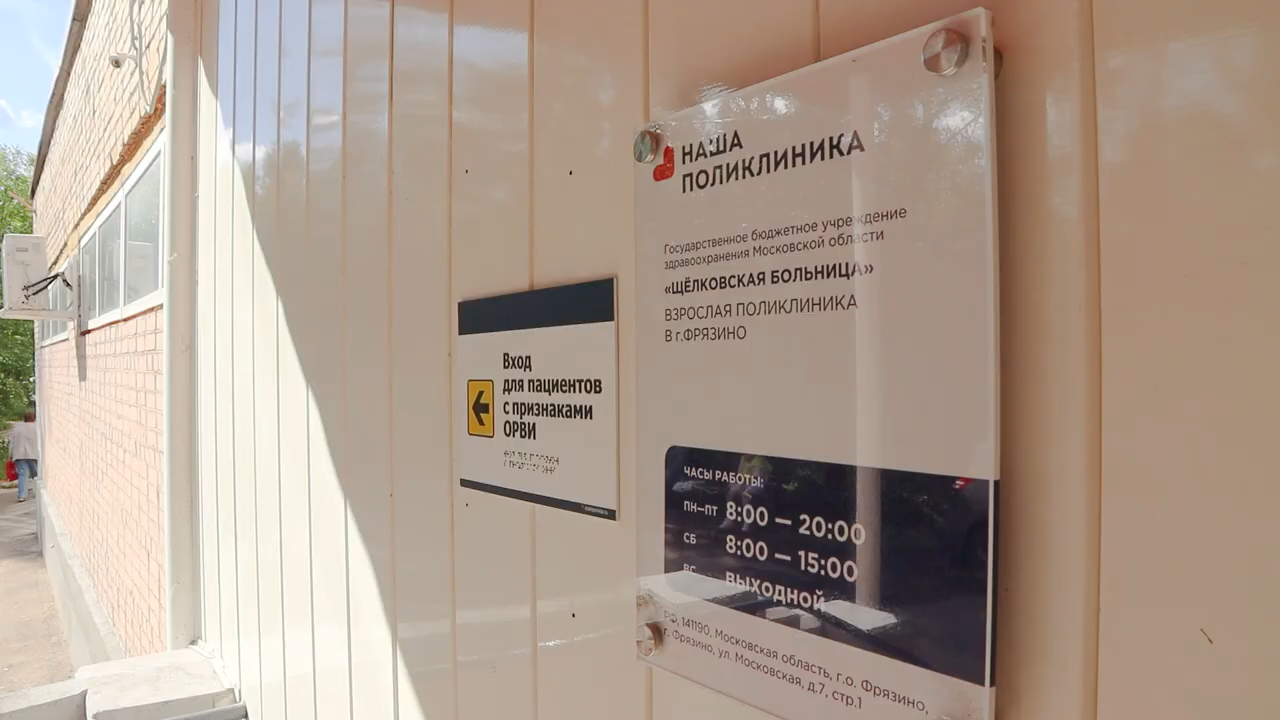 НАША
ПОЛИКЛИНИКА
Государственное бюджетное учреждение
здравоохранения Московской области
«ЩЁЛКОВСКАЯ БОЛЬНИЦА»
ВЗРОСЛАЯ ПОЛИКЛИНИКА
В г.ФРЯЗИНО
ЧАСЫ РАБОТЫ:
ПН–ПТ 8:00 — 20:00
СБ 8:00 — 15:00
ВС ВЫХОДНОЙ
РФ, 141190, Московская область, г.о. Фрязино,
г. Фрязино, ул. Московская, д.7, стр.1
Вход
для пациентов
с признаками
ОРВИ